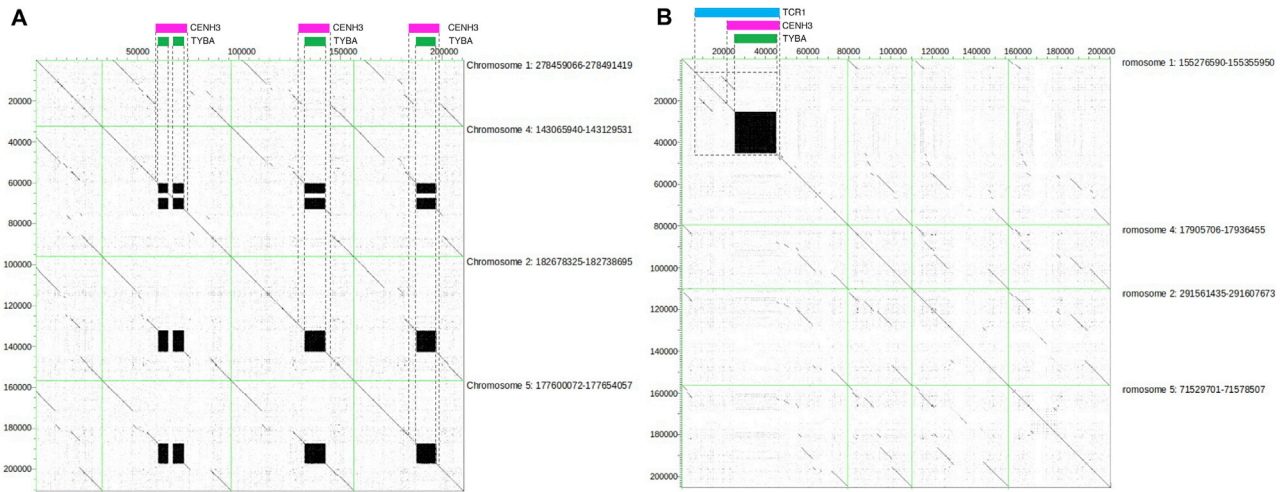 A
CENH3 CENH3 CENH3
TYBA TYBA TYBA
50000 100000 150000 200000
Chromosome 1: 278459066-278491419
20000
Chromosome 4: 143065940-143129531
40000
60000
80000
Chromosome 2: 182678325-182738695
100000
120000
140000
Chromosome 5: 177600072-177654057
160000
180000
200000
B
TCR1
CENH3
TYBA
20000 40000 60000 80000 100000 120000 140000 160000 180000 200000
romosome 1: 155276590-155355950
20000
40000
60000
80000
romosome 4: 17905706-17936455
100000
romosome 2: 291561435-291607673
120000
140000
160000
romosome 5: 71529701-71578507
180000
200000